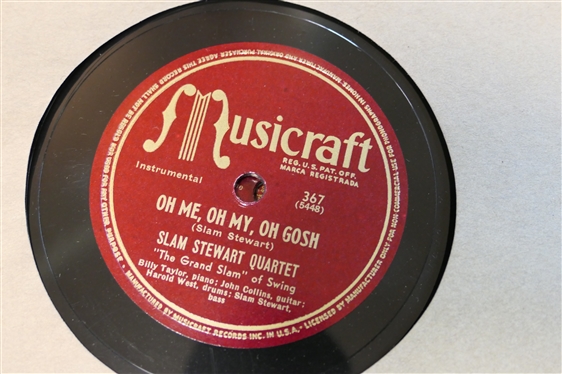 Musicraft
REG. U.S. PAT. OFF.
MARCA REGISTRADA
Instrumental
367
(5448)
OH ME, OH MY, OH GOSH
(Slam Stewart)
SLAM STEWART QUARTET
"The Grand Slam" of Swing
Billy Taylor, piano; John Collins, guitar;
Harold West, drums; Slam Stewart,
bass
MANUFACTURED BY MUSICRAFT RECORDS INC. IN U.S.A. - LICENSED BY MANUFACTURER ONLY FOR NON-COMMERCIAL USE FOR PHONOGRAPHS IN HOMES. MANUFACTURER AND ORIGINAL PURCHASER AGREE THIS RECORD SHALL NOT BE RESOLD NOR USED FOR ANY OTHER PURPOSE